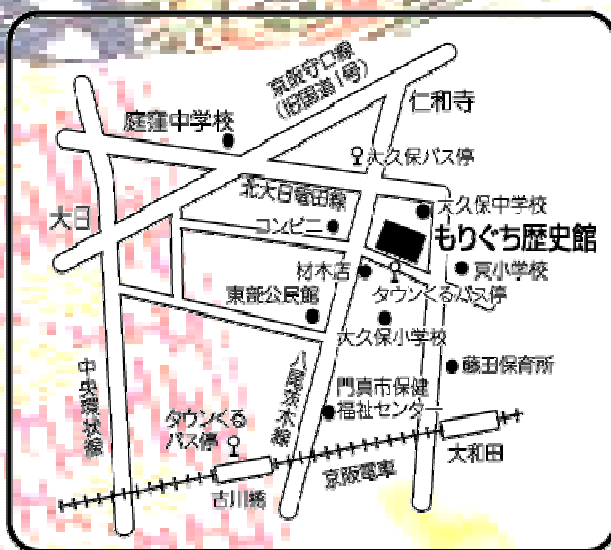 京阪守口線
(旧国道1号)
仁和寺
庭窪中学校
大久保バス停
北大日竜田線
大久保中学校
大日
コンビニ
もりぐち歴史館
材木店
東小学校
東部公民館
タウンくるバス停
大久保小学校
中央環状線
八尾茨木線
藤田保育所
門真市保健
福祉センター
タウンくる
バス停
大和田
古川橋
京阪電車